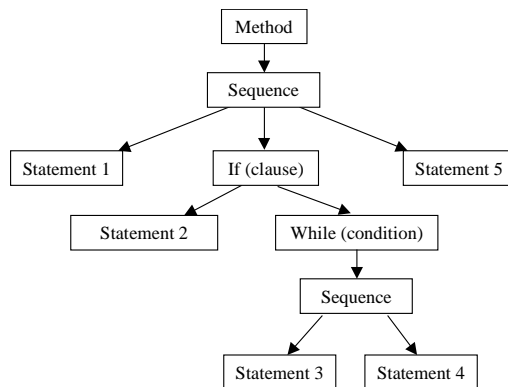 Method
Sequence
Statement 1
If (clause)
Statement 5
Statement 2
While (condition)
Sequence
Statement 3
Statement 4